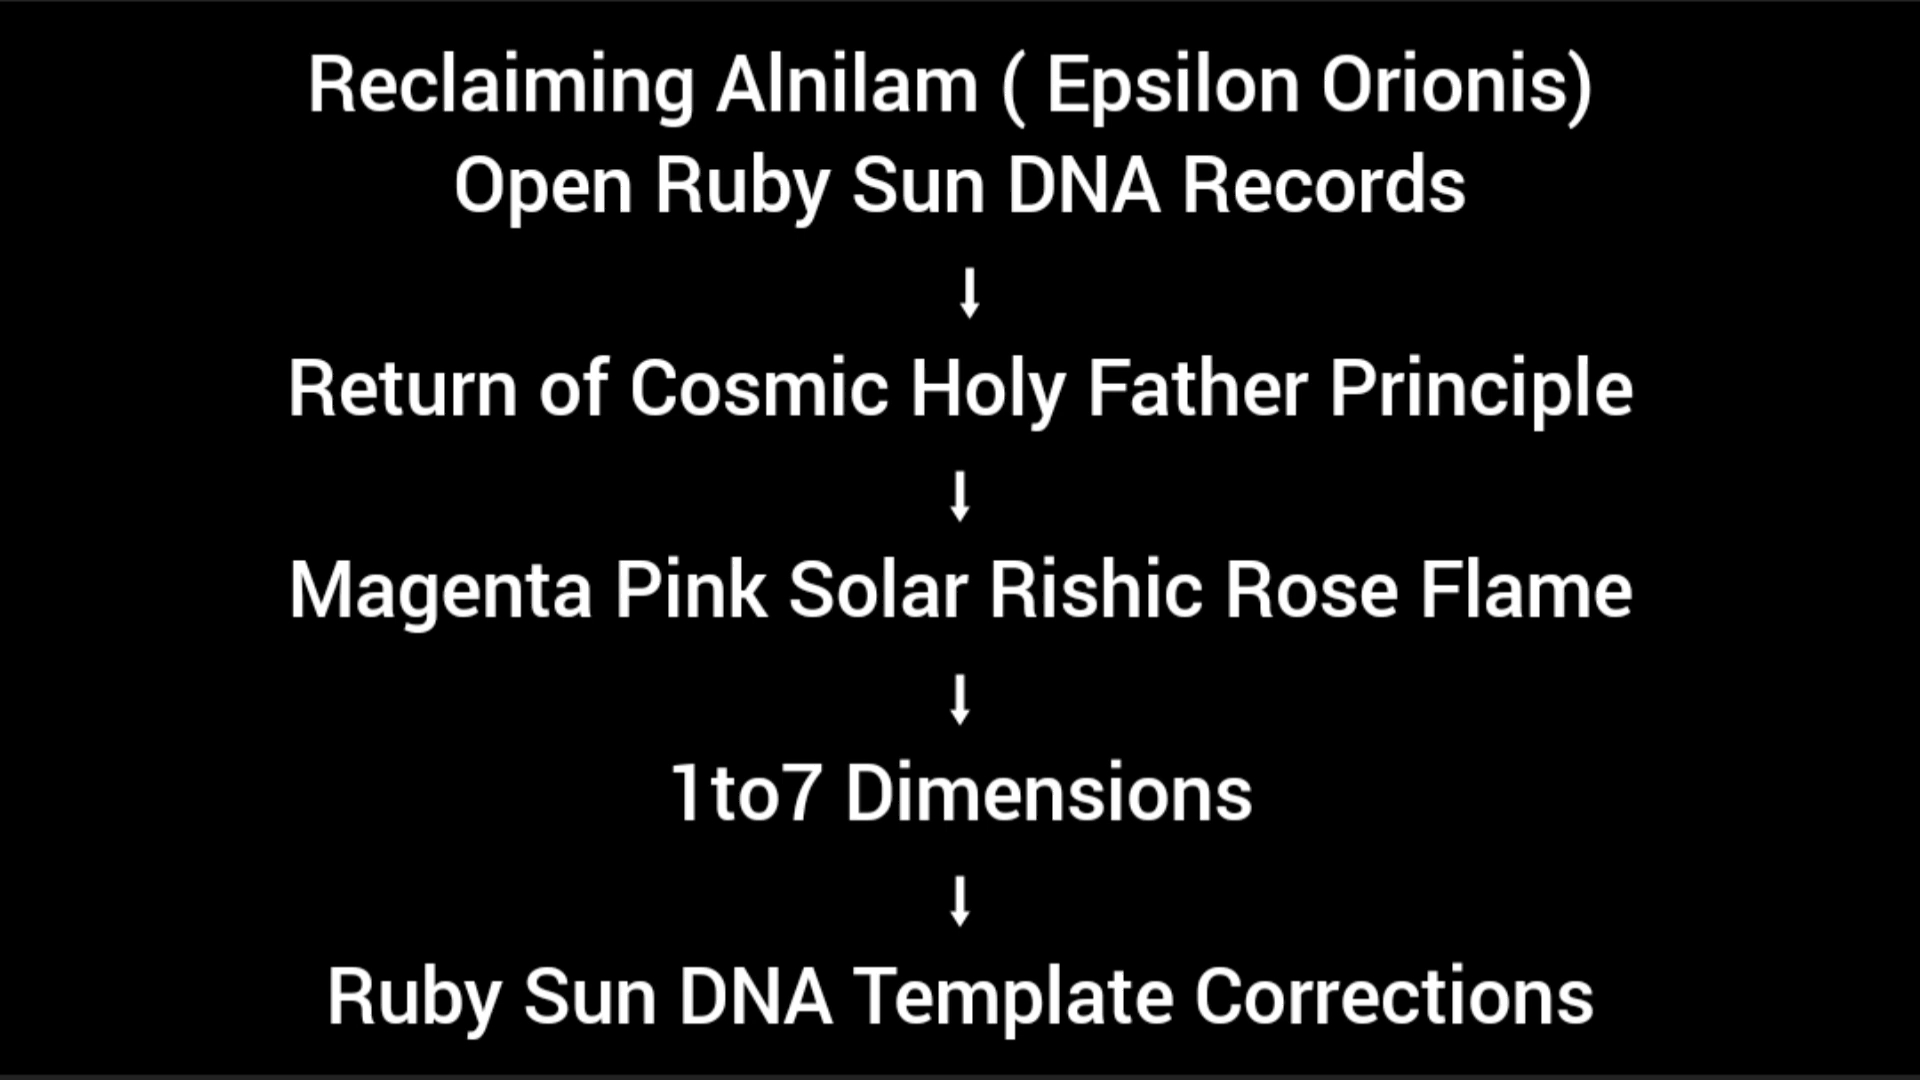 Reclaiming Alnilam ( Epsilon Orionis)
Open Ruby Sun DNA Records
↓
Return of Cosmic Holy Father Principle
↓
Magenta Pink Solar Rishic Rose Flame
↓
1to7 Dimensions
↓
Ruby Sun DNA Template Corrections